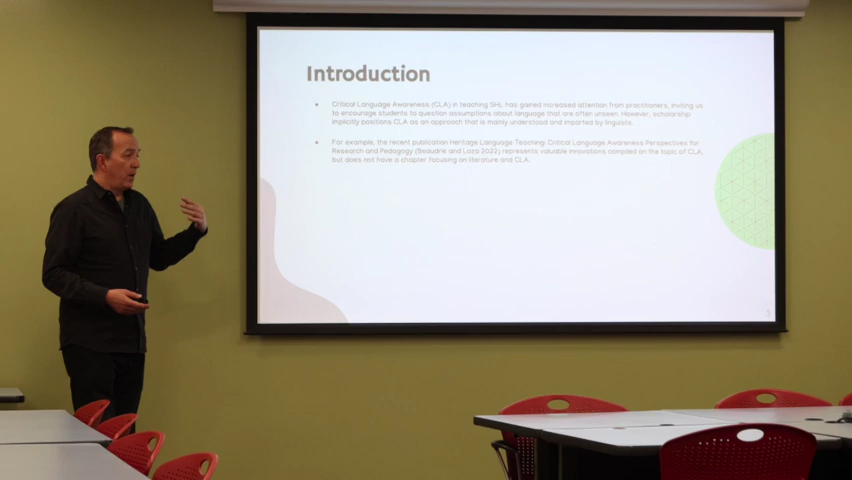 Introduction
• Critical Language Awareness (CLA) in teaching SHL has gained increased attention from practitioners, inviting us
to encourage students to question assumptions about language that are often unseen. However, scholarship
implicitly positions CLA as an approach that is mainly understood and imparted by linguists.
• For example, the recent publication Heritage Language Teaching: Critical Language Awareness Perspectives for
Research and Pedagogy (Beaudrie and Loza 2022) represents valuable innovations compiled on the topic of CLA,
but does not have a chapter focusing on literature and CLA.
3